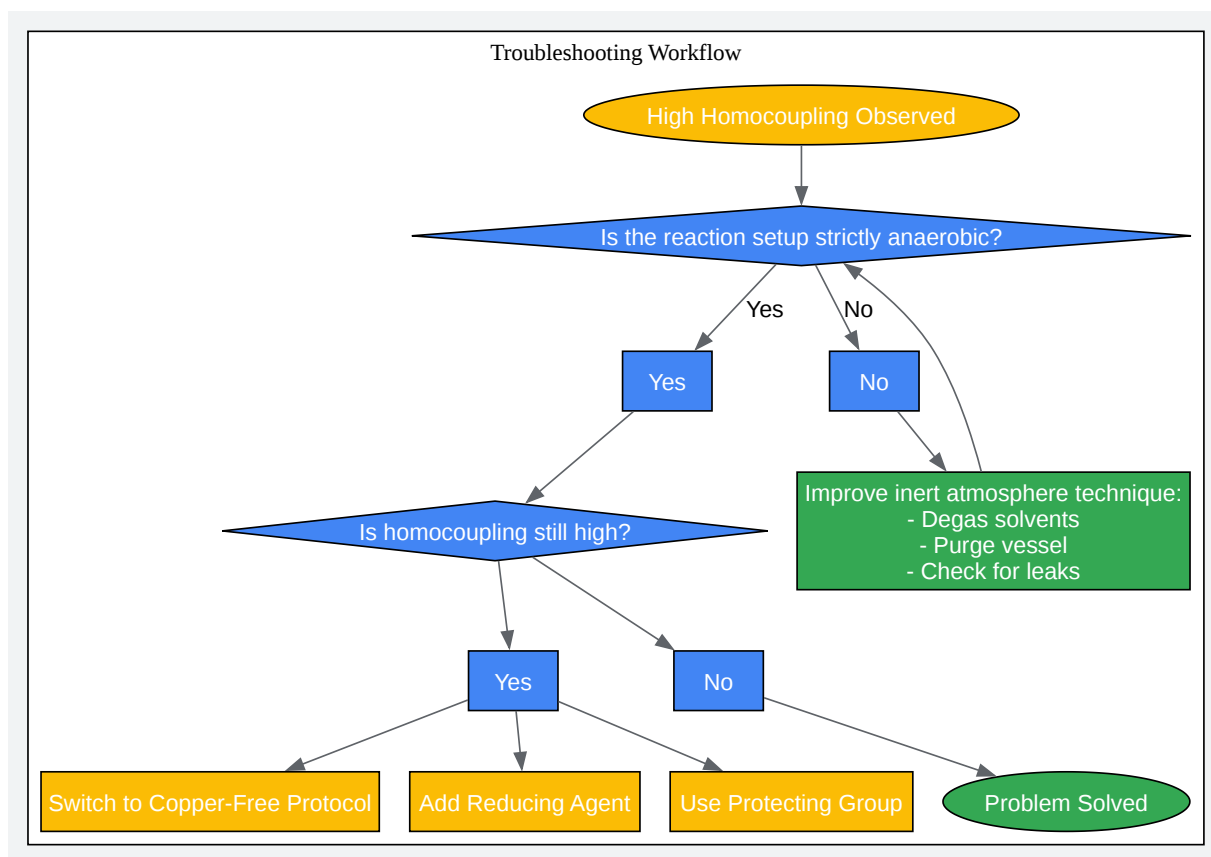 Troubleshooting Workflow
High Homocoupling Observed
Is the reaction setup strictly anaerobic?
Yes
No
Yes
No
Improve inert atmosphere technique:
- Degas solvents
- Purge vessel
- Check for leaks
Is homocoupling still high?
Yes
No
Switch to Copper-Free Protocol
Add Reducing Agent
Use Protecting Group
Problem Solved